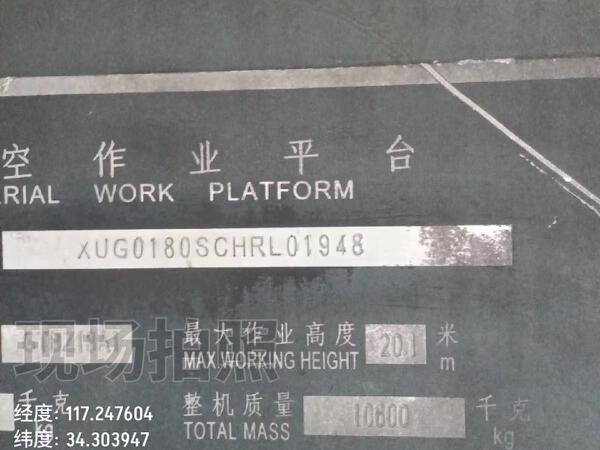 空作业平台
ERIAL WORK PLATFORM
XUG0180SCHRL01948
最大作业高度 20.1 米
MAX.WORKING HEIGHT m
现场拍照
千克 整机质量 10600 千克
TOTAL MASS kg
经度: 117.247604
纬度: 34.303947